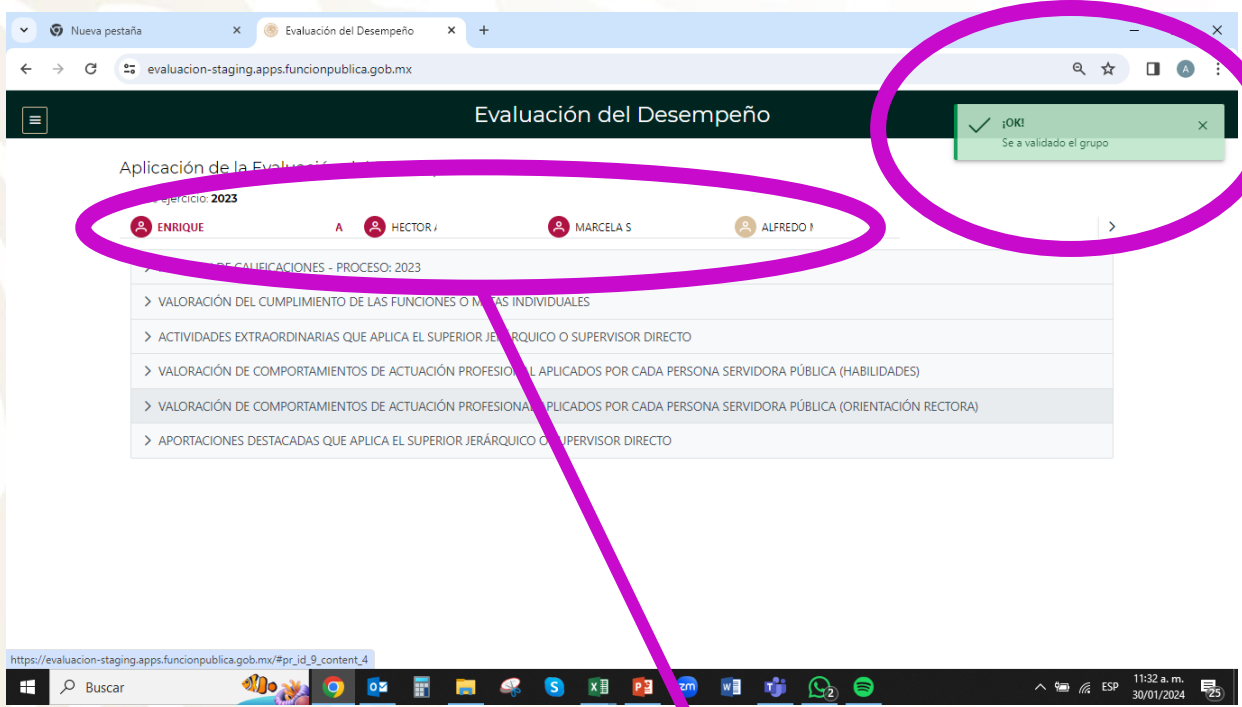 Nueva pestaña
Evaluación del Desempeño
evaluacion-staging.apps.funcionpublica.gob.mx
A
Evaluación del Desempeño
¡OK!
Se a validado el grupo
Aplicación de la
ejercicio: 2023
ENRIQUE A
HECTOR
MARCELA S
ALFREDO
CALIFICACIONES - PROCESO: 2023
VALORACIÓN DEL CUMPLIMIENTO DE LAS FUNCIONES O METAS INDIVIDUALES
ACTIVIDADES EXTRAORDINARIAS QUE APLICA EL SUPERIOR JERÁRQUICO O SUPERVISOR DIRECTO
VALORACIÓN DE COMPORTAMIENTOS DE ACTUACIÓN PROFESIONAL APLICADOS POR CADA PERSONA SERVIDORA PÚBLICA (HABILIDADES)
VALORACIÓN DE COMPORTAMIENTOS DE ACTUACIÓN PROFESIONAL APLICADOS POR CADA PERSONA SERVIDORA PÚBLICA (ORIENTACIÓN RECTORA)
APORTACIONES DESTACADAS QUE APLICA EL SUPERIOR JERÁRQUICO O SUPERVISOR DIRECTO
https://evaluacion-staging.apps.funcionpublica.gob.mx/#pr_id_9_content_4
Buscar
zm
2
ESP
11:32 a. m.
30/01/2024
25